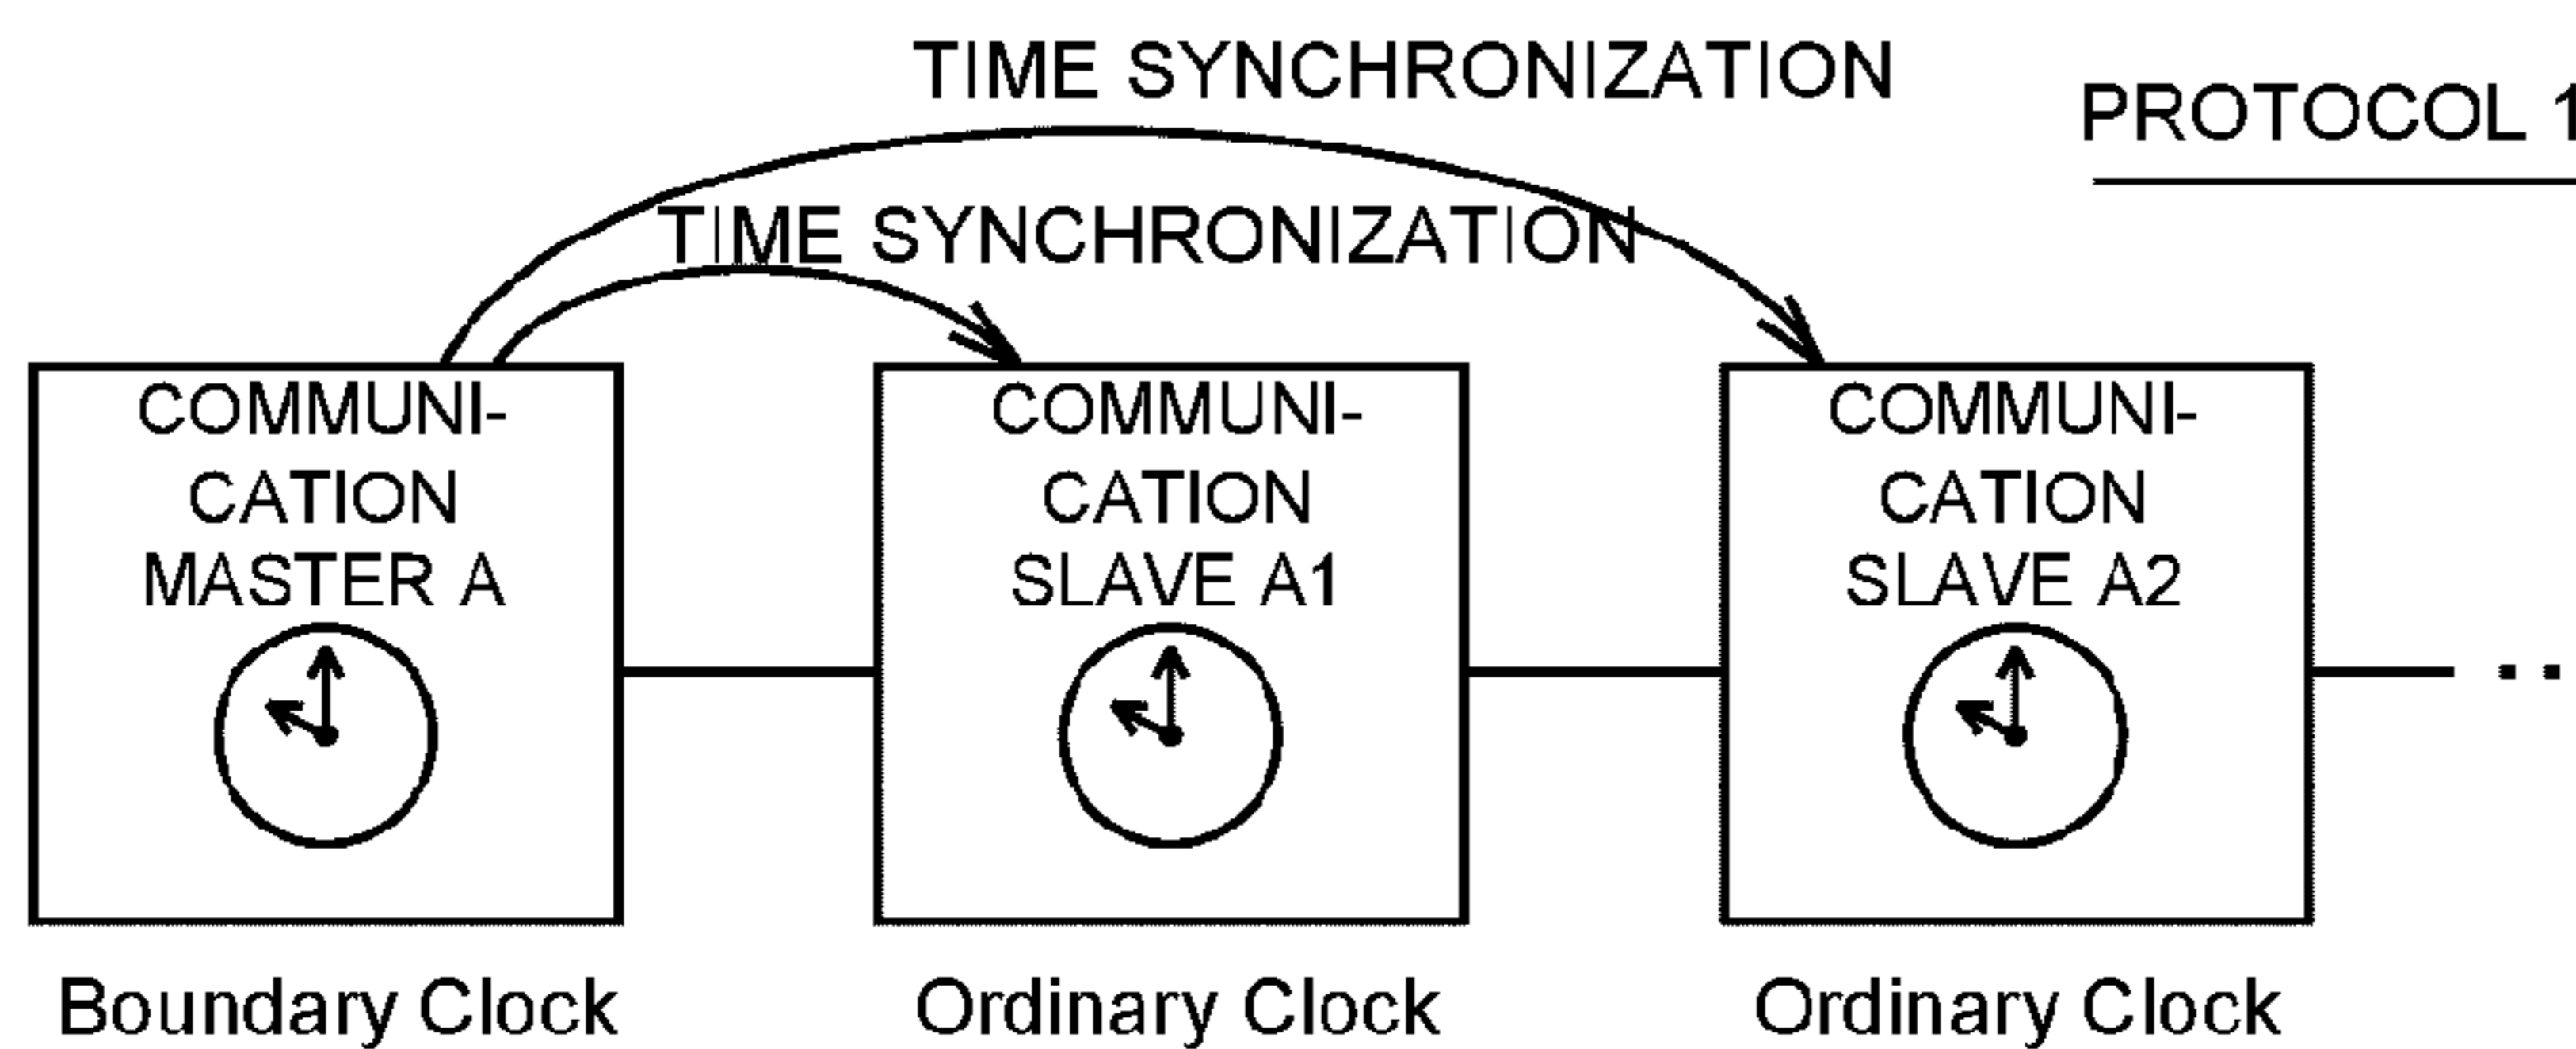 TIME SYNCHRONIZATION
PROTOCOL 1
TIME SYNCHRONIZATION
COMMUNI-
CATION
MASTER A
COMMUNI-
CATION
SLAVE A1
COMMUNI-
CATION
SLAVE A2
Boundary Clock
Ordinary Clock
Ordinary Clock